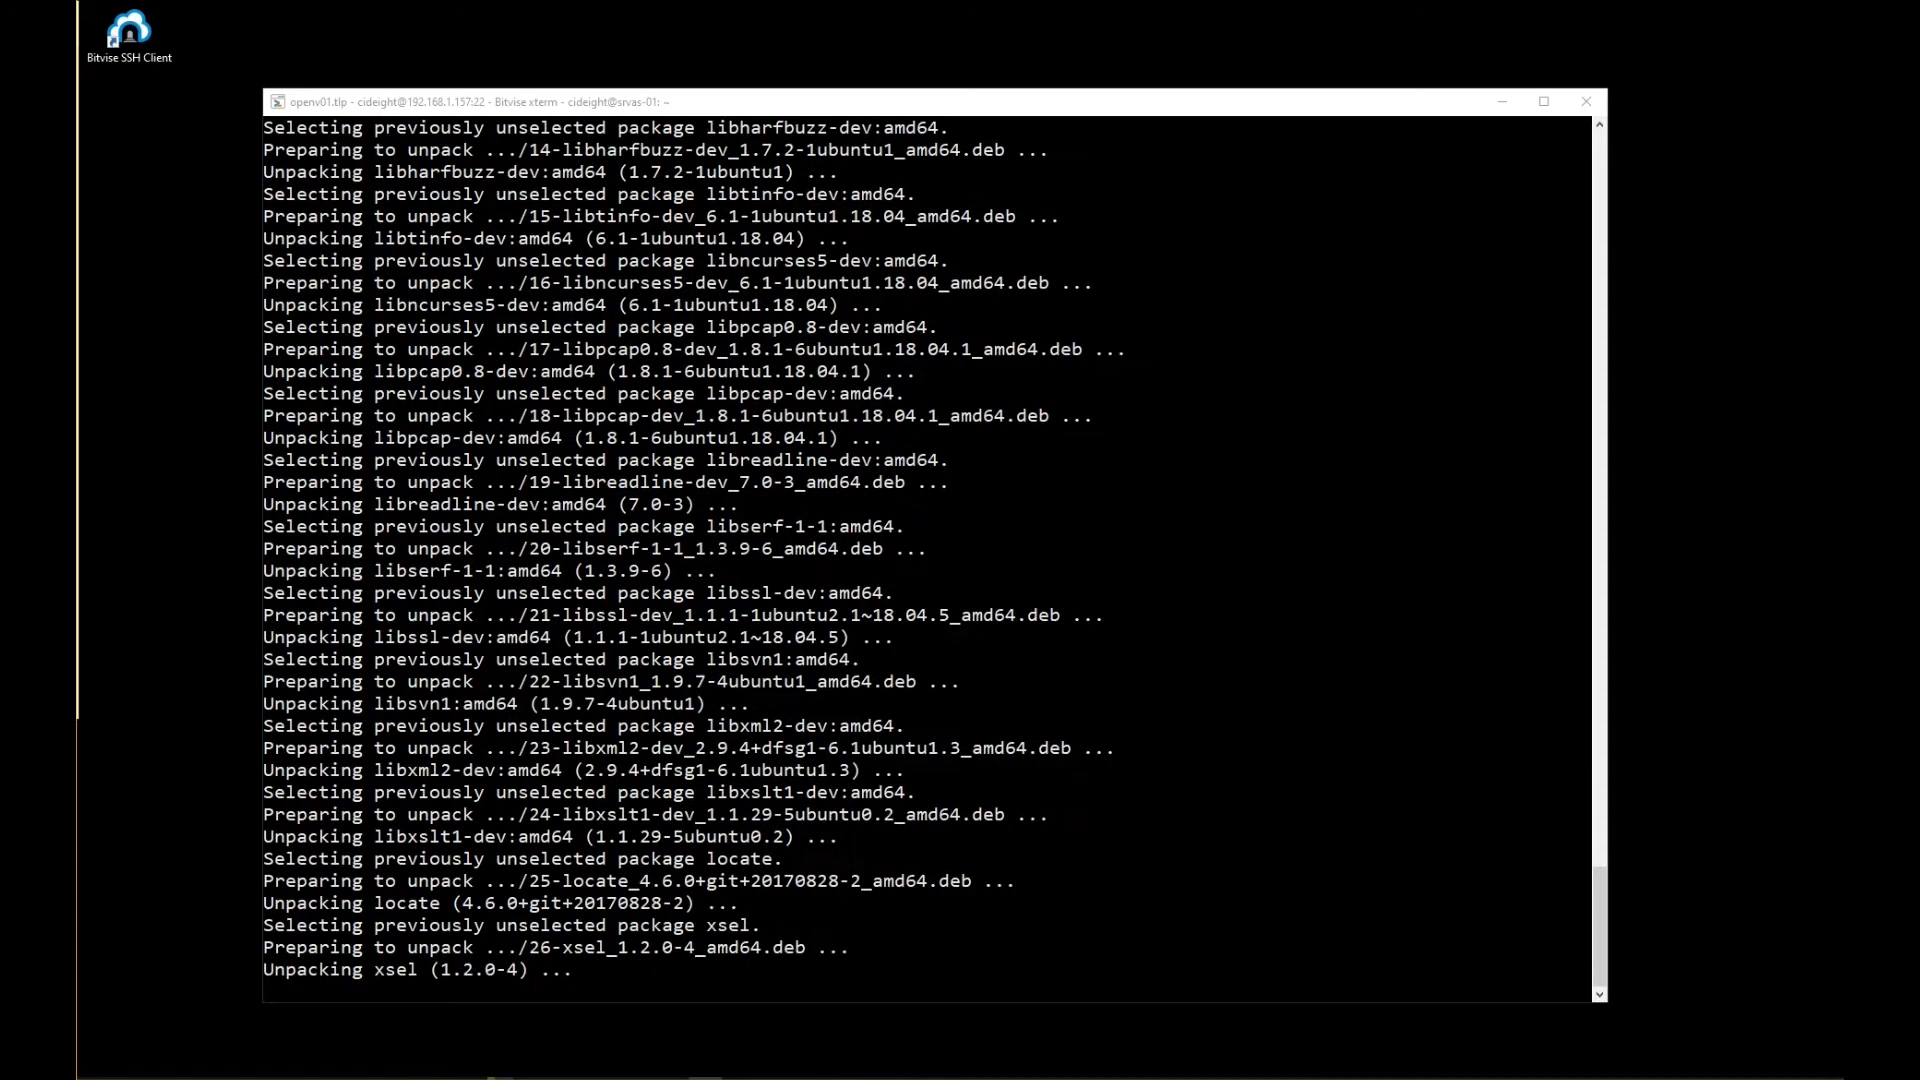 Bitvise SSH Client
openv01.tlp - cideight@192.168.1.157:22 - Bitvise xterm - cideight@srvas-01: ~
Selecting previously unselected package libharfbuzz-dev:amd64.
Preparing to unpack .../14-libharfbuzz-dev_1.7.2-1ubuntu1_amd64.deb ...
Unpacking libharfbuzz-dev:amd64 (1.7.2-1ubuntu1) ...
Selecting previously unselected package libtinfo-dev:amd64.
Preparing to unpack .../15-libtinfo-dev_6.1-1ubuntu1.18.04_amd64.deb ...
Unpacking libtinfo-dev:amd64 (6.1-1ubuntu1.18.04) ...
Selecting previously unselected package libncurses5-dev:amd64.
Preparing to unpack .../16-libncurses5-dev_6.1-1ubuntu1.18.04_amd64.deb ...
Unpacking libncurses5-dev:amd64 (6.1-1ubuntu1.18.04) ...
Selecting previously unselected package libpcap0.8-dev:amd64.
Preparing to unpack .../17-libpcap0.8-dev_1.8.1-6ubuntu1.18.04.1_amd64.deb ...
Unpacking libpcap0.8-dev:amd64 (1.8.1-6ubuntu1.18.04.1) ...
Selecting previously unselected package libpcap-dev:amd64.
Preparing to unpack .../18-libpcap-dev_1.8.1-6ubuntu1.18.04.1_amd64.deb ...
Unpacking libpcap-dev:amd64 (1.8.1-6ubuntu1.18.04.1) ...
Selecting previously unselected package libreadline-dev:amd64.
Preparing to unpack .../19-libreadline-dev_7.0-3_amd64.deb ...
Unpacking libreadline-dev:amd64 (7.0-3) ...
Selecting previously unselected package libserf-1-1:amd64.
Preparing to unpack .../20-libserf-1-1_1.3.9-6_amd64.deb ...
Unpacking libserf-1-1:amd64 (1.3.9-6) ...
Selecting previously unselected package libssl-dev:amd64.
Preparing to unpack .../21-libssl-dev_1.1.1-1ubuntu2.1~18.04.5_amd64.deb ...
Unpacking libssl-dev:amd64 (1.1.1-1ubuntu2.1~18.04.5) ...
Selecting previously unselected package libsvn1:amd64.
Preparing to unpack .../22-libsvn1_1.9.7-4ubuntu1_amd64.deb ...
Unpacking libsvn1:amd64 (1.9.7-4ubuntu1) ...
Selecting previously unselected package libxml2-dev:amd64.
Preparing to unpack .../23-libxml2-dev_2.9.4+dfsg1-6.1ubuntu1.3_amd64.deb ...
Unpacking libxml2-dev:amd64 (2.9.4+dfsg1-6.1ubuntu1.3) ...
Selecting previously unselected package libxslt1-dev:amd64.
Preparing to unpack .../24-libxslt1-dev_1.1.29-5ubuntu0.2_amd64.deb ...
Unpacking libxslt1-dev:amd64 (1.1.29-5ubuntu0.2) ...
Selecting previously unselected package locate.
Preparing to unpack .../25-locate_4.6.0+git+20170828-2_amd64.deb ...
Unpacking locate (4.6.0+git+20170828-2) ...
Selecting previously unselected package xsel.
Preparing to unpack .../26-xsel_1.2.0-4_amd64.deb ...
Unpacking xsel (1.2.0-4) ...